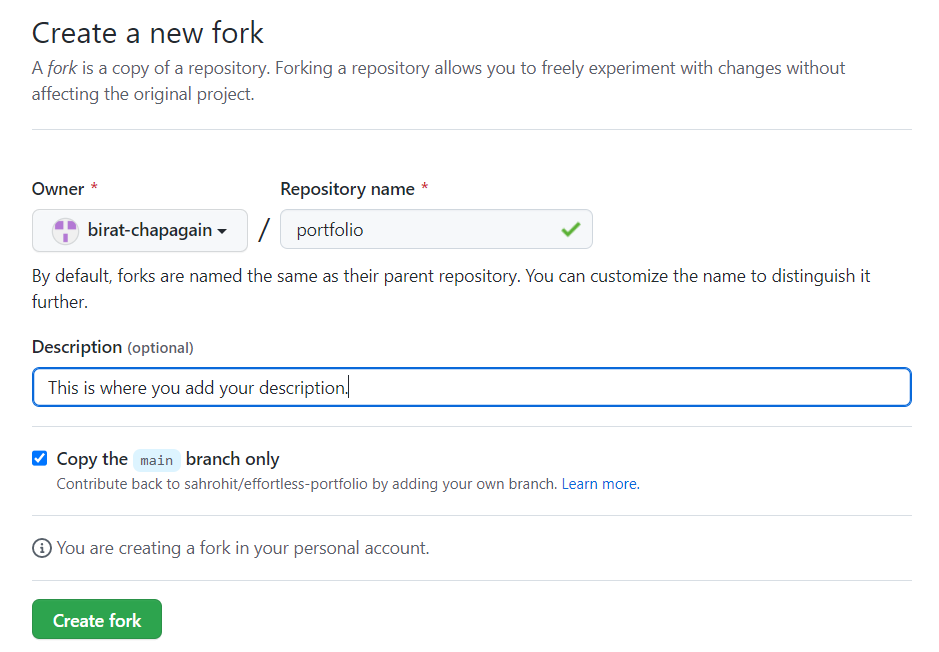 Create a new fork
A fork is a copy of a repository. Forking a repository allows you to freely experiment with changes without
affecting the original project.
Owner * Repository name *
birat-chapagain / portfolio
By default, forks are named the same as their parent repository. You can customize the name to distinguish it
further.
Description (optional)
This is where you add your description.
Copy the main branch only
Contribute back to sahrohit/effortless-portfolio by adding your own branch. Learn more.
You are creating a fork in your personal account.
Create fork